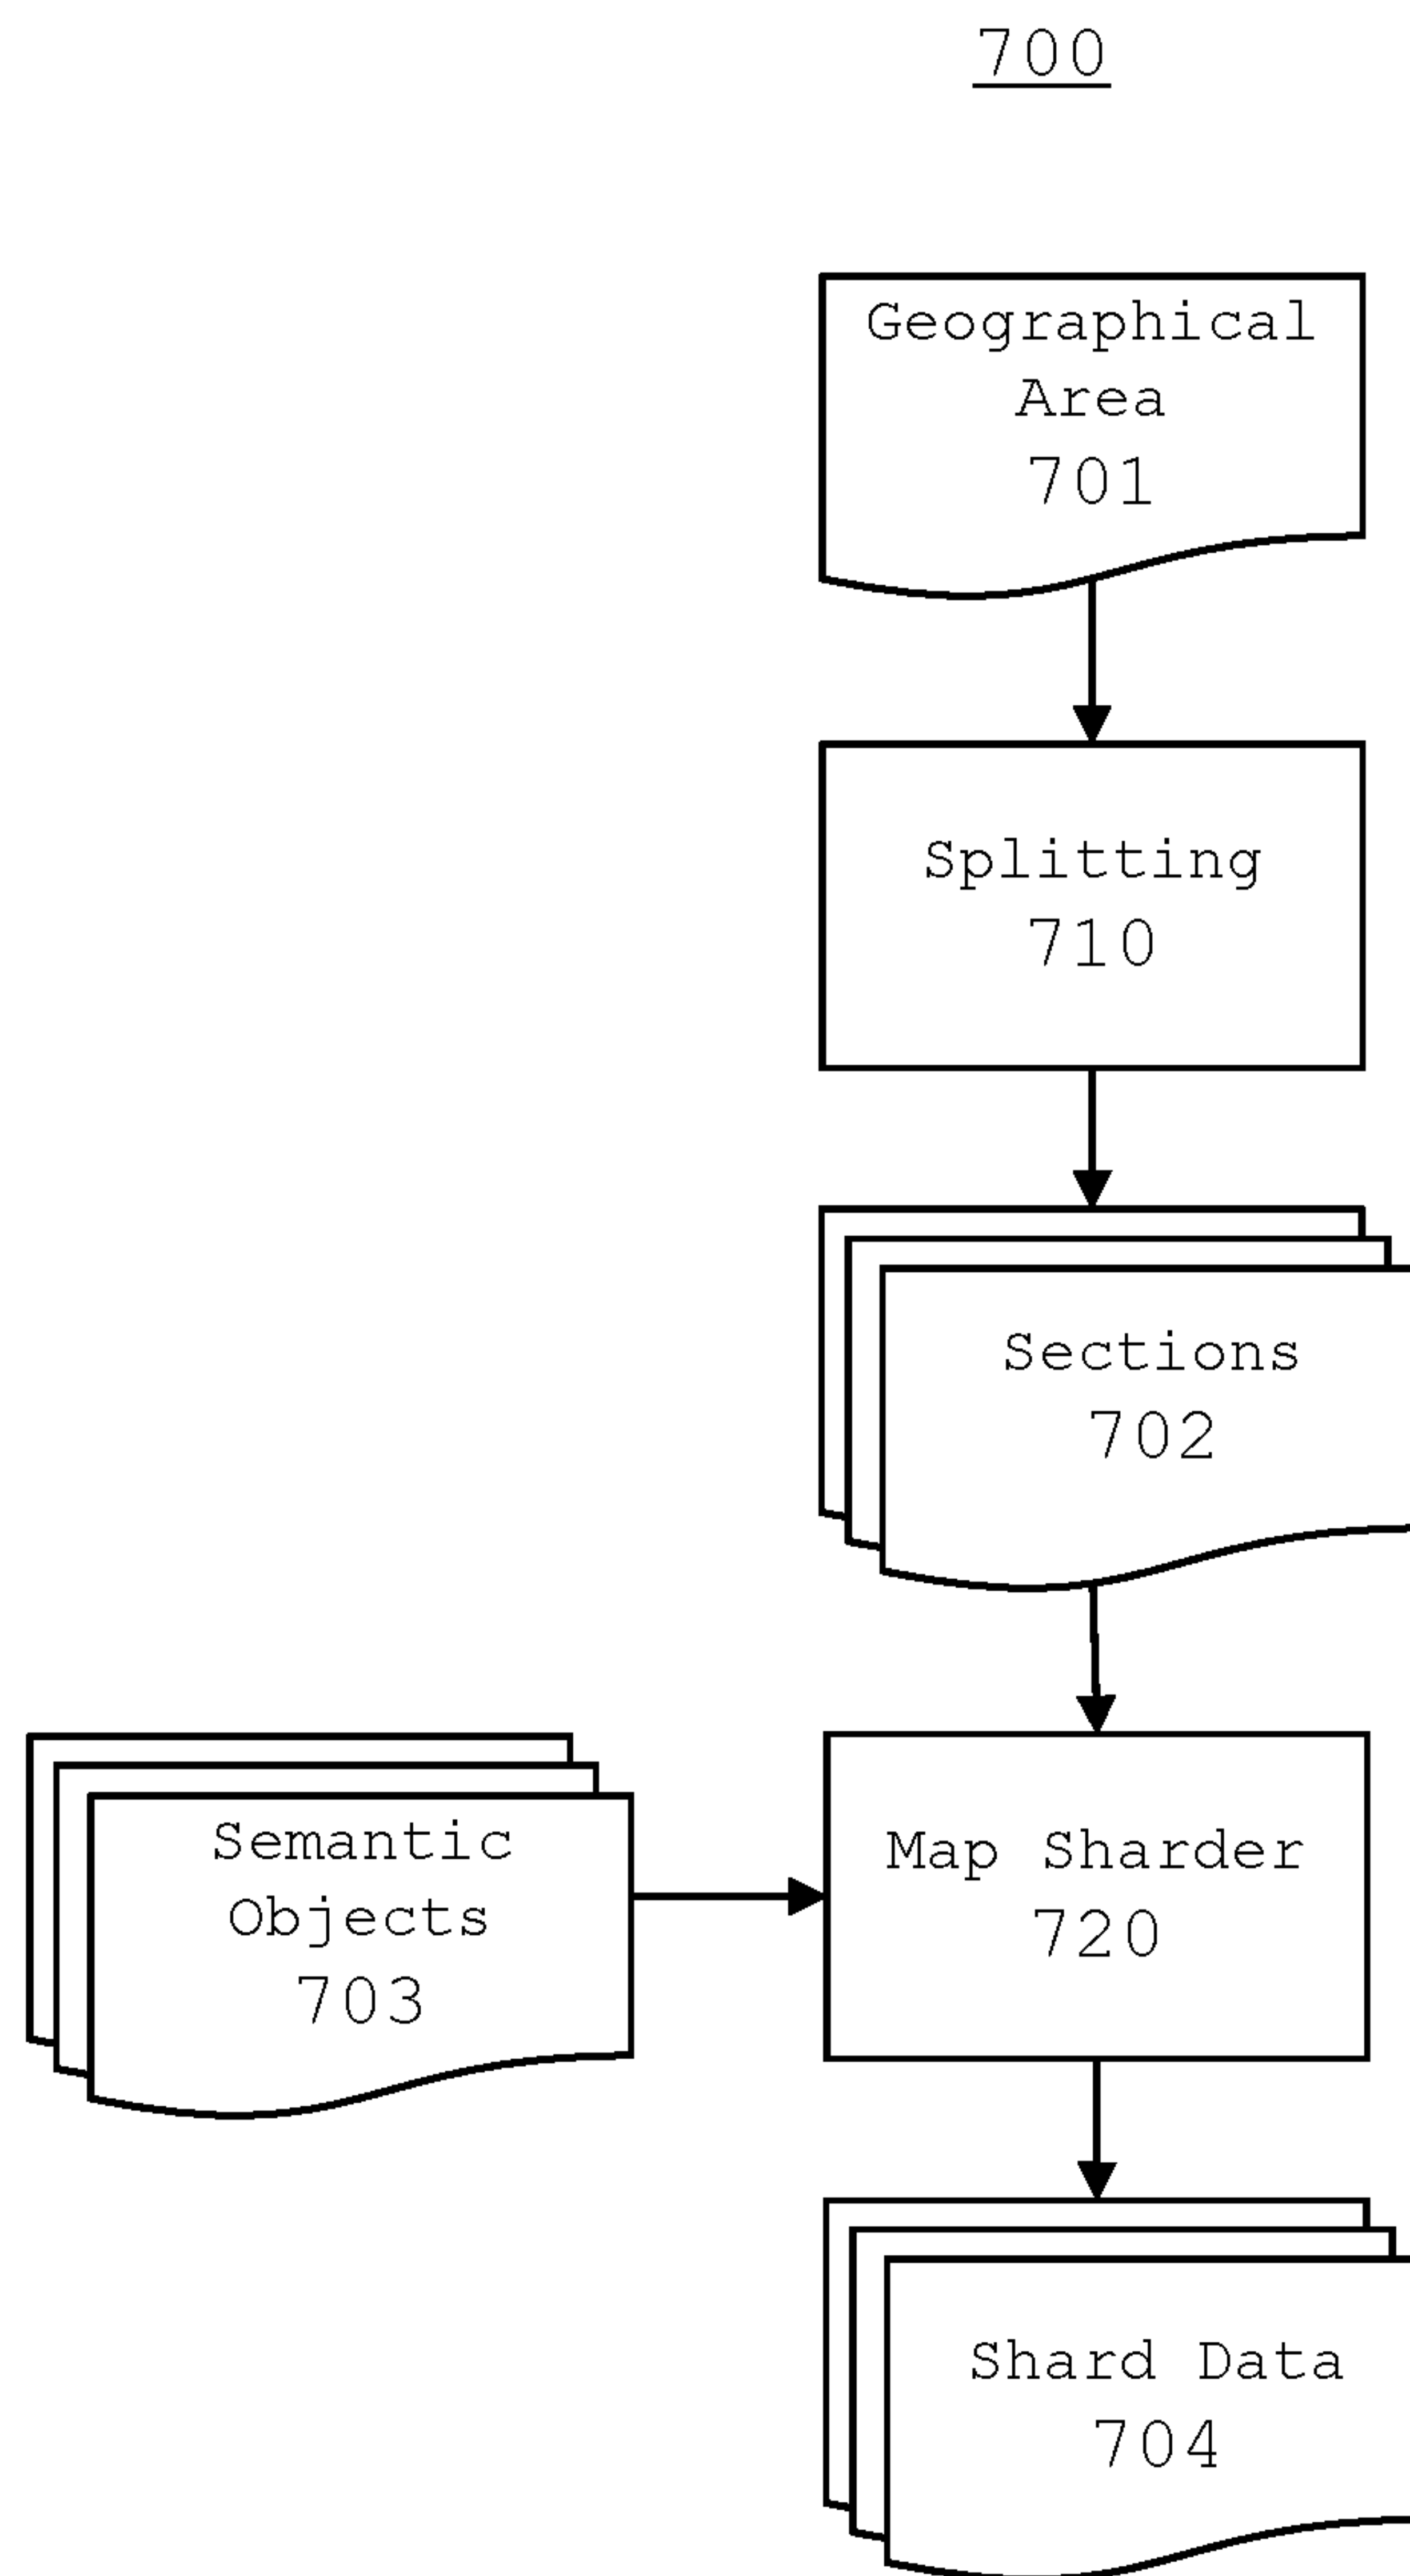 700
Geographical
Area
701
Splitting
710
Sections
702
Semantic
Objects
703
Map Sharder
720
Shard Data
704